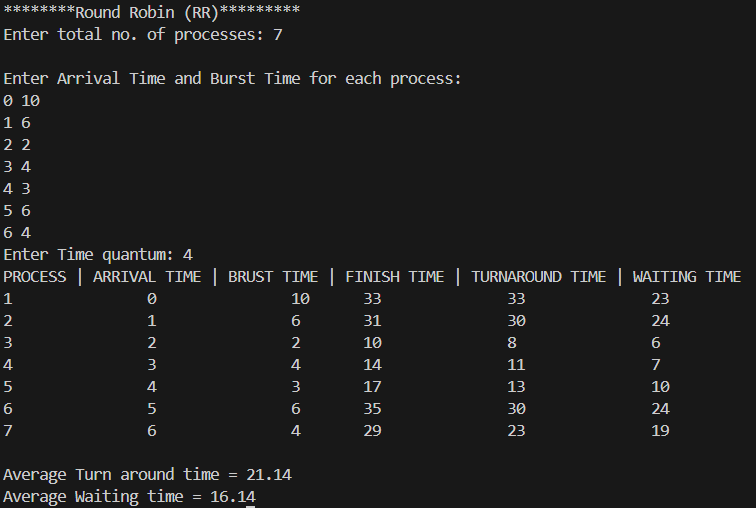 ********Round Robin (RR)*********
Enter total no. of processes: 7
Enter Arrival Time and Burst Time for each process:
0 10
1 6
2 2
3 4
4 3
5 6
6 4
Enter Time quantum: 4
PROCESS | ARRIVAL TIME | BRUST TIME | FINISH TIME | TURNAROUND TIME | WAITING TIME
1 0 10 33 33 23
2 1 6 31 30 24
3 2 2 10 8 6
4 3 4 14 11 7
5 4 3 17 13 10
6 5 6 35 30 24
7 6 4 29 23 19
Average Turn around time = 21.14
Average Waiting time = 16.14